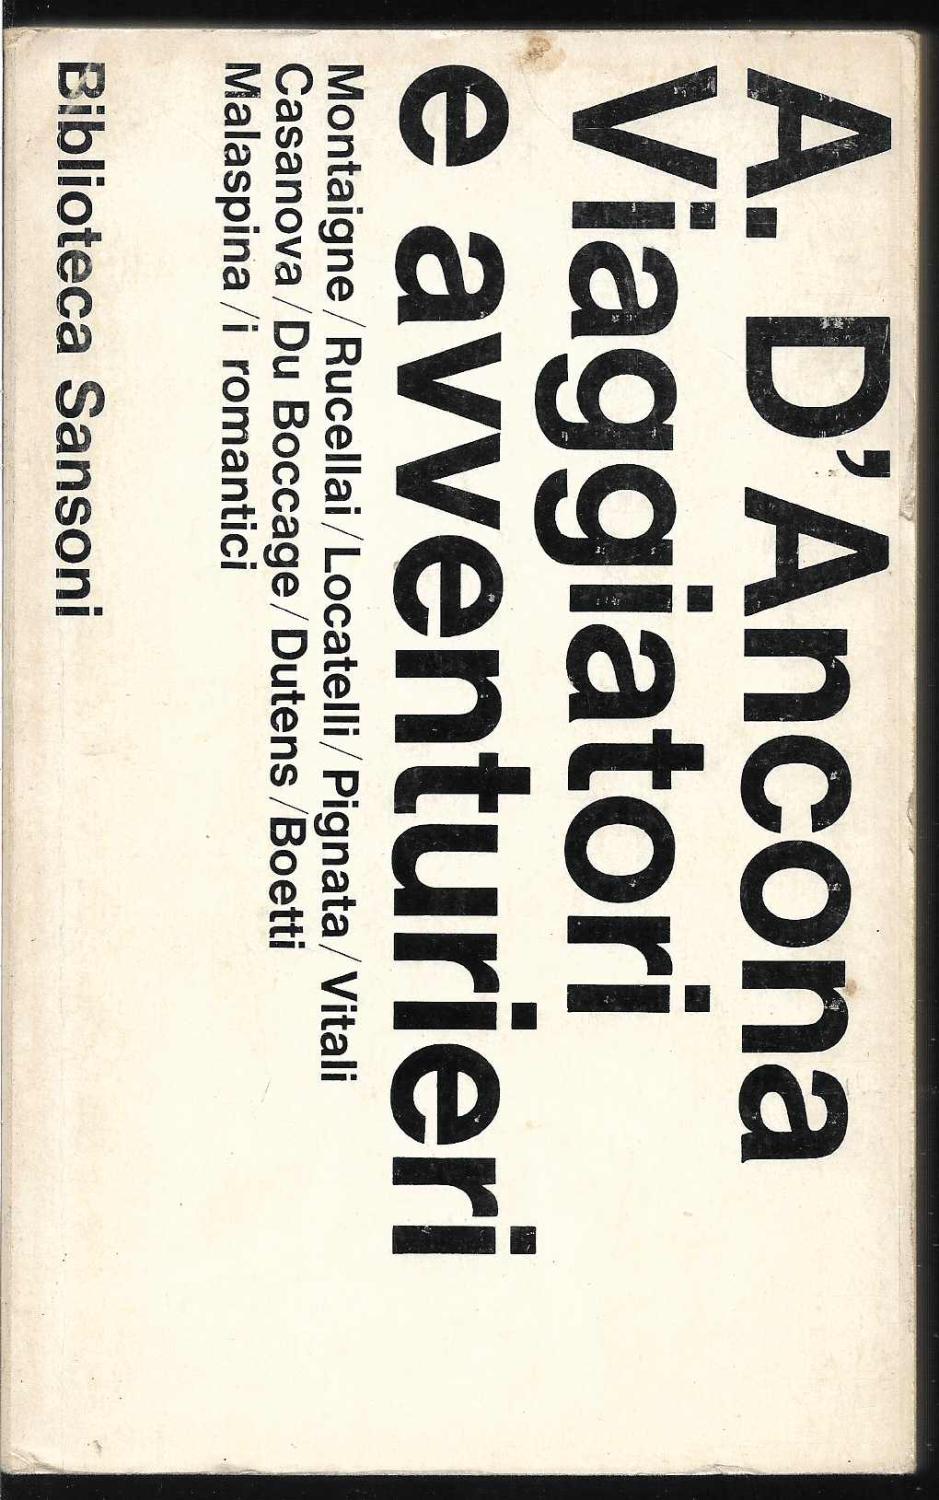 A. D'Ancona
Viaggiatori
e avventurieri
Montaigne / Rucellai / Locatelli / Pignata / Vitali
Casanova / Du Boccage / Dutens / Boetti
Malaspina / i romantici
Biblioteca Sansoni